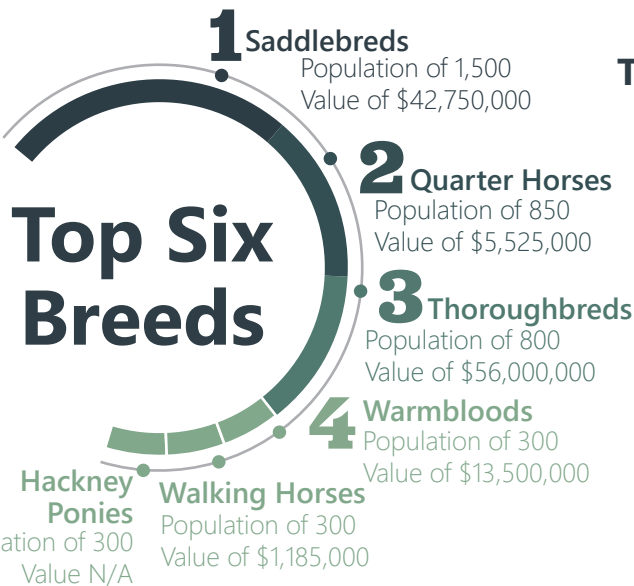 Top Six
Breeds
1 Saddlebreds
Population of 1,500
Value of $42,750,000
2 Quarter Horses
Population of 850
Value of $5,525,000
3 Thoroughbreds
Population of 800
Value of $56,000,000
4 Warmbloods
Population of 300
Value of $13,500,000
Walking Horses
Population of 300
Value of $1,185,000
Hackney
Ponies
ation of 300
Value N/A
T